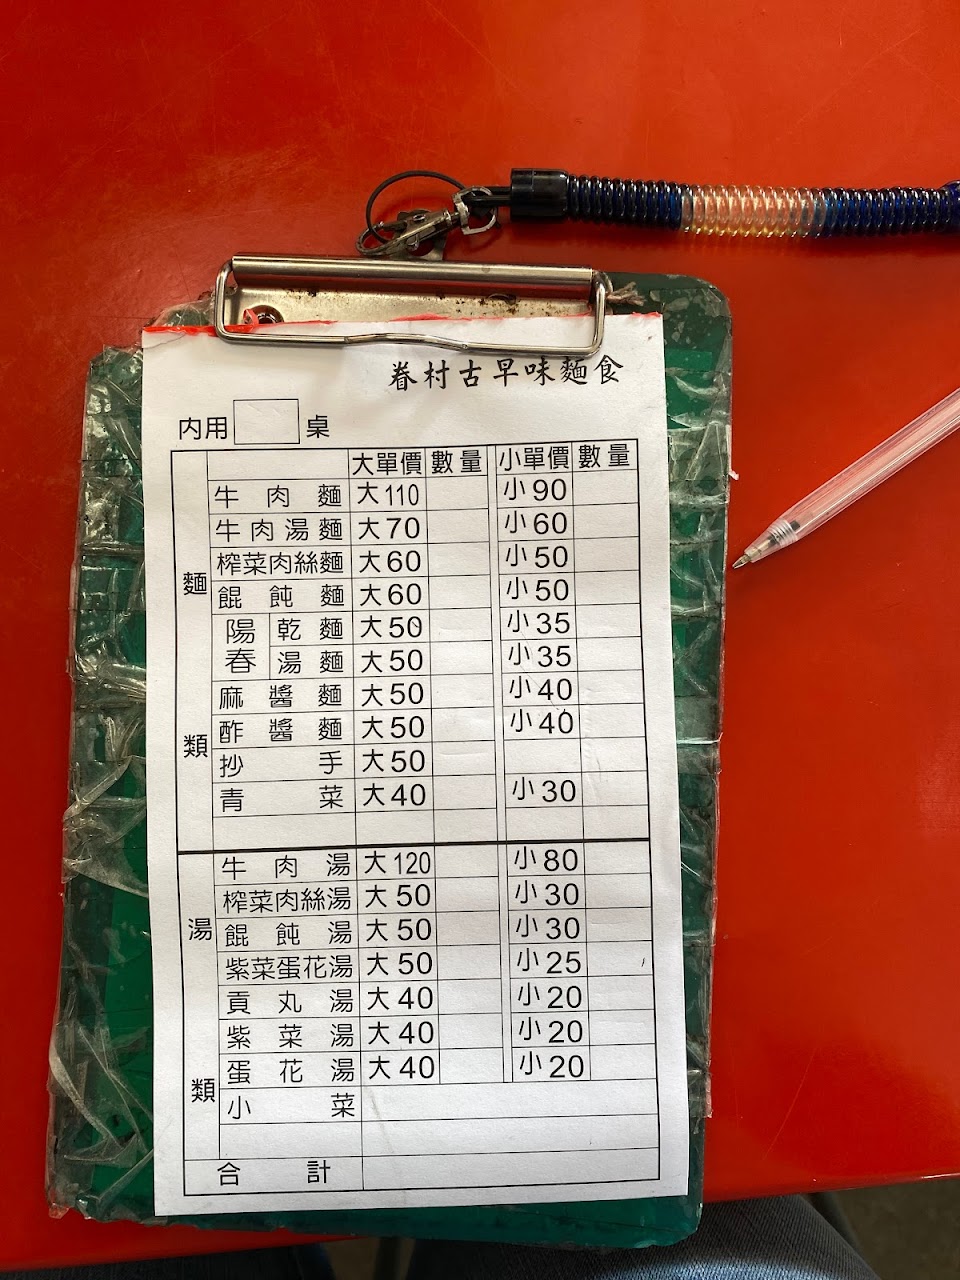 眷村古早味麵食
內用 桌
大單價 數量 小單價 數量
麵類
牛肉麵 大110 小90
牛肉湯麵 大70 小60
榨菜肉絲麵 大60 小50
餛飩麵 大60 小50
陽春 乾麵 大50 小35
湯麵 大50 小35
麻醬麵 大50 小40
酢醬麵 大50 小40
抄手 大50
青菜 大40 小30
湯類
牛肉湯 大120 小80
榨菜肉絲湯 大50 小30
餛飩湯 大50 小30
紫菜蛋花湯 大50 小25
貢丸湯 大40 小20
紫菜湯 大40 小20
蛋花湯 大40 小20
小菜
合計